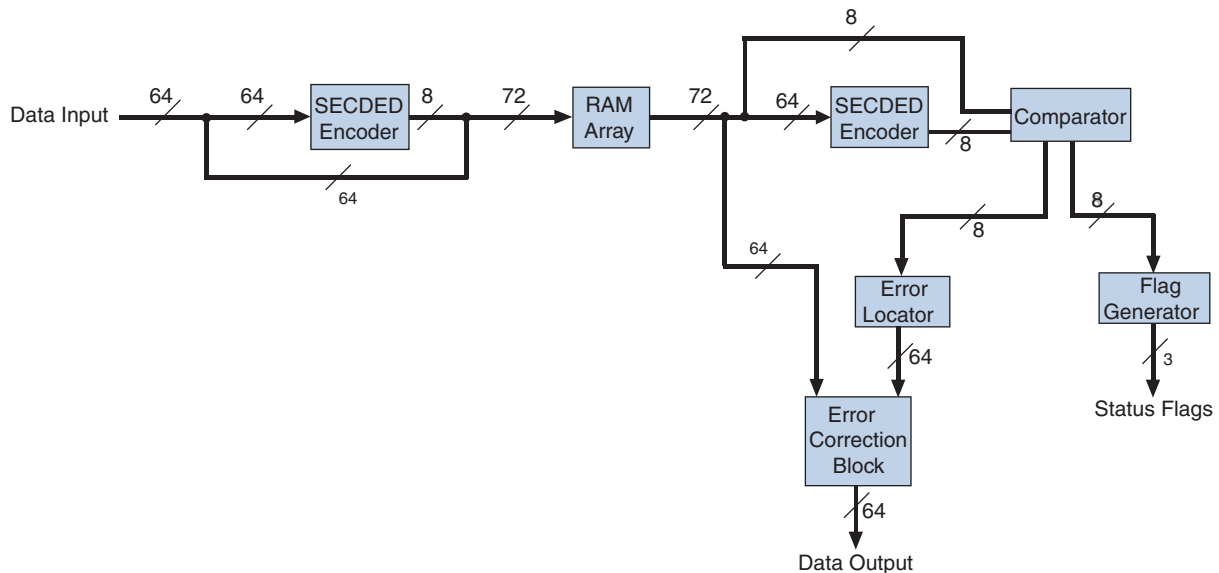 8
64
64
SECDED
Encoder
8
72
RAM
Array
72
64
SECDED
Encoder
8
Comparator
Data Input
64
64
8
8
Error
Locator
Flag
Generator
64
3
Status Flags
Error
Correction
Block
64
Data Output